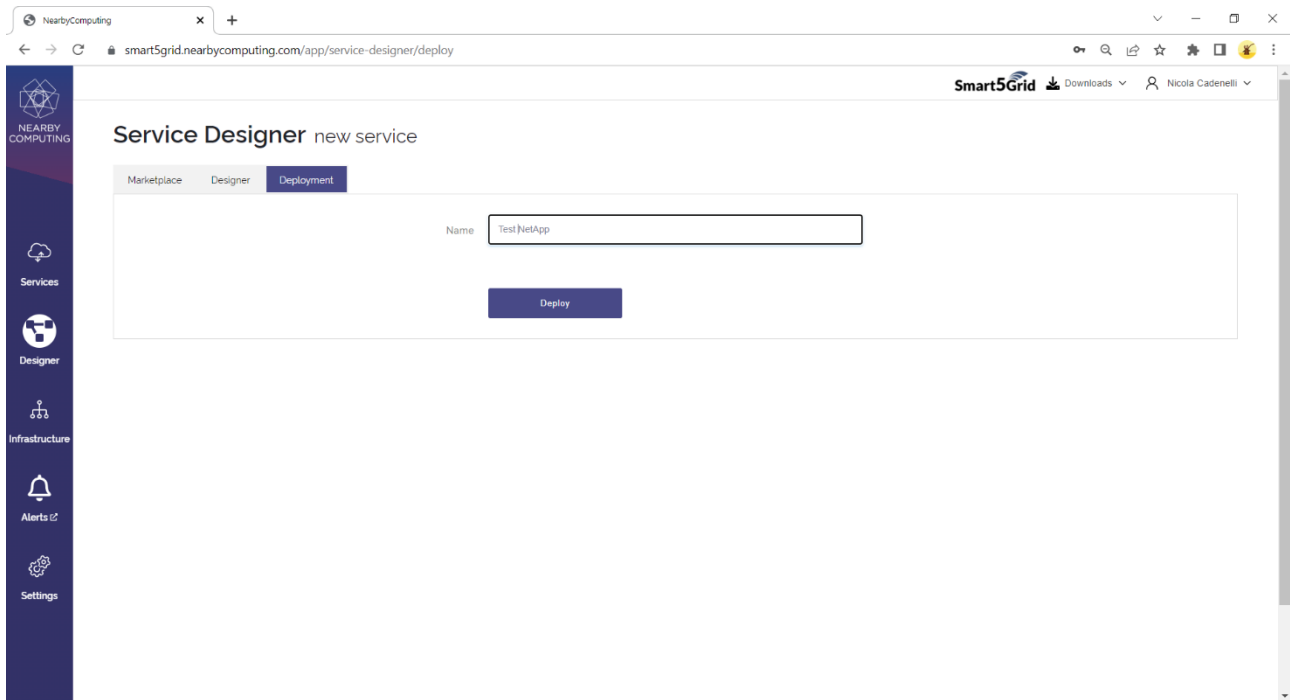 NearbyComputing
smart5grid.nearbycomputing.com/app/service-designer/deploy
Smart5Grid Downloads Nicola Cadenelli
NEARBY
COMPUTING
Service Designer new service
Marketplace Designer Deployment
Name Test NetApp
Deploy
Services
Designer
Infrastructure
Alerts
Settings